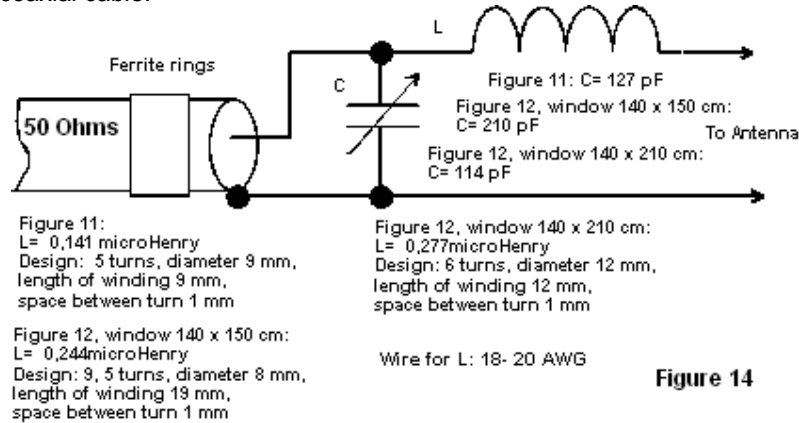 coaxial cable.
L
Ferrite rings
C
Figure 11: C= 127 pF
50 Ohms
Figure 12, window 140 x 150 cm:
C= 210 pF
To Antenna
Figure 12, window 140 x 210 cm:
C= 114 pF
Figure 11:
L= 0,141 microHenry
Design: 5 turns, diameter 9 mm,
length of winding 9 mm,
space between turn 1 mm
Figure 12, window 140 x 210 cm:
L= 0,277microHenry
Design: 6 turns, diameter 12 mm,
length of winding 12 mm,
space between turn 1 mm
Figure 12, window 140 x 150 cm:
L= 0,244microHenry
Design: 9, 5 turns, diameter 8 mm,
length of winding 19 mm,
space between turn 1 mm
Wire for L: 18- 20 AWG
Figure 14